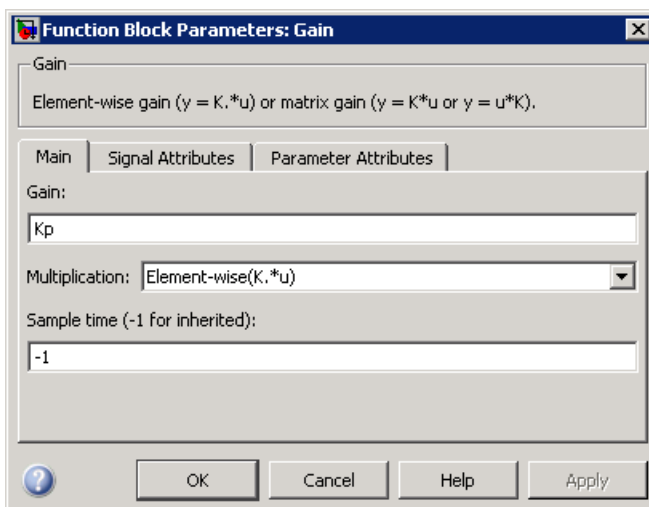 Function Block Parameters: Gain
Gain
Element-wise gain (y = K.*u) or matrix gain (y = K*u or y = u*K).
Main Signal Attributes Parameter Attributes
Gain:
Kp
Multiplication: Element-wise(K.*u)
Sample time (-1 for inherited):
-1
OK Cancel Help Apply